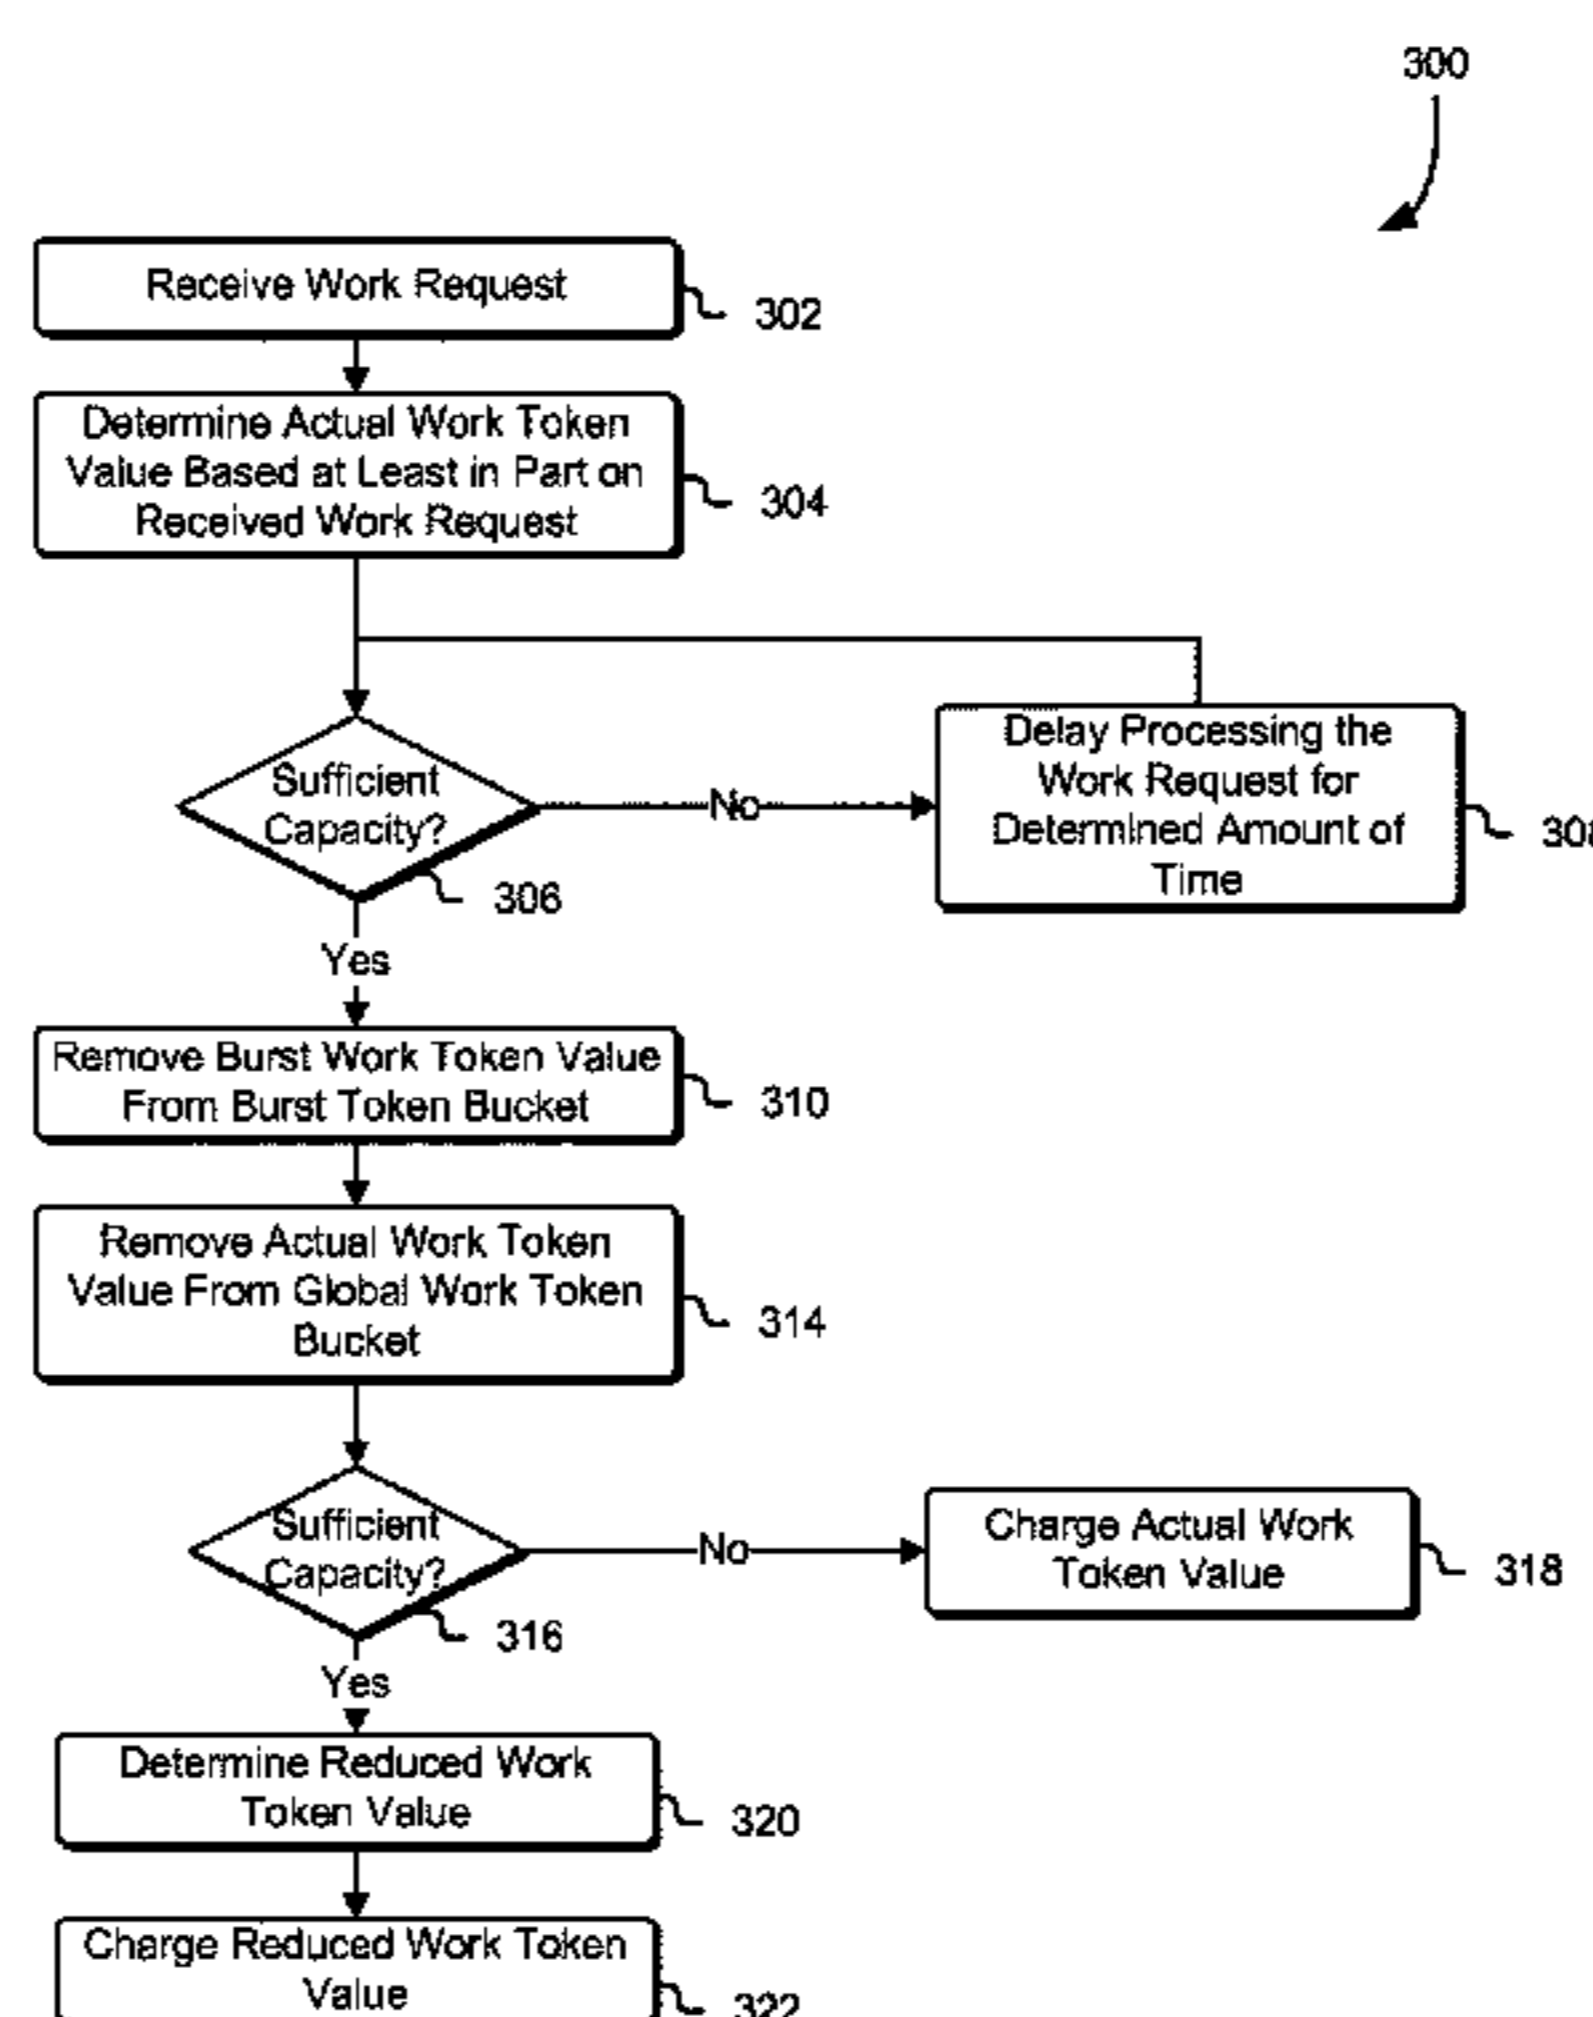 300
Receive Work Request
302
Determine Actual Work Token
Value Based at Least in Part on
Received Work Request
304
Sufficient
Capacity?
306
No
Delay Processing the
Work Request for
Determined Amount of
Time
Yes
Remove Burst Work Token Value
From Burst Token Bucket
310
Remove Actual Work Token
Value From Global Work Token
Bucket
314
Sufficient
Capacity?
316
No
Charge Actual Work
Token Value
318
Yes
Determine Reduced Work
Token Value
320
Charge Reduced Work Token
Value
322